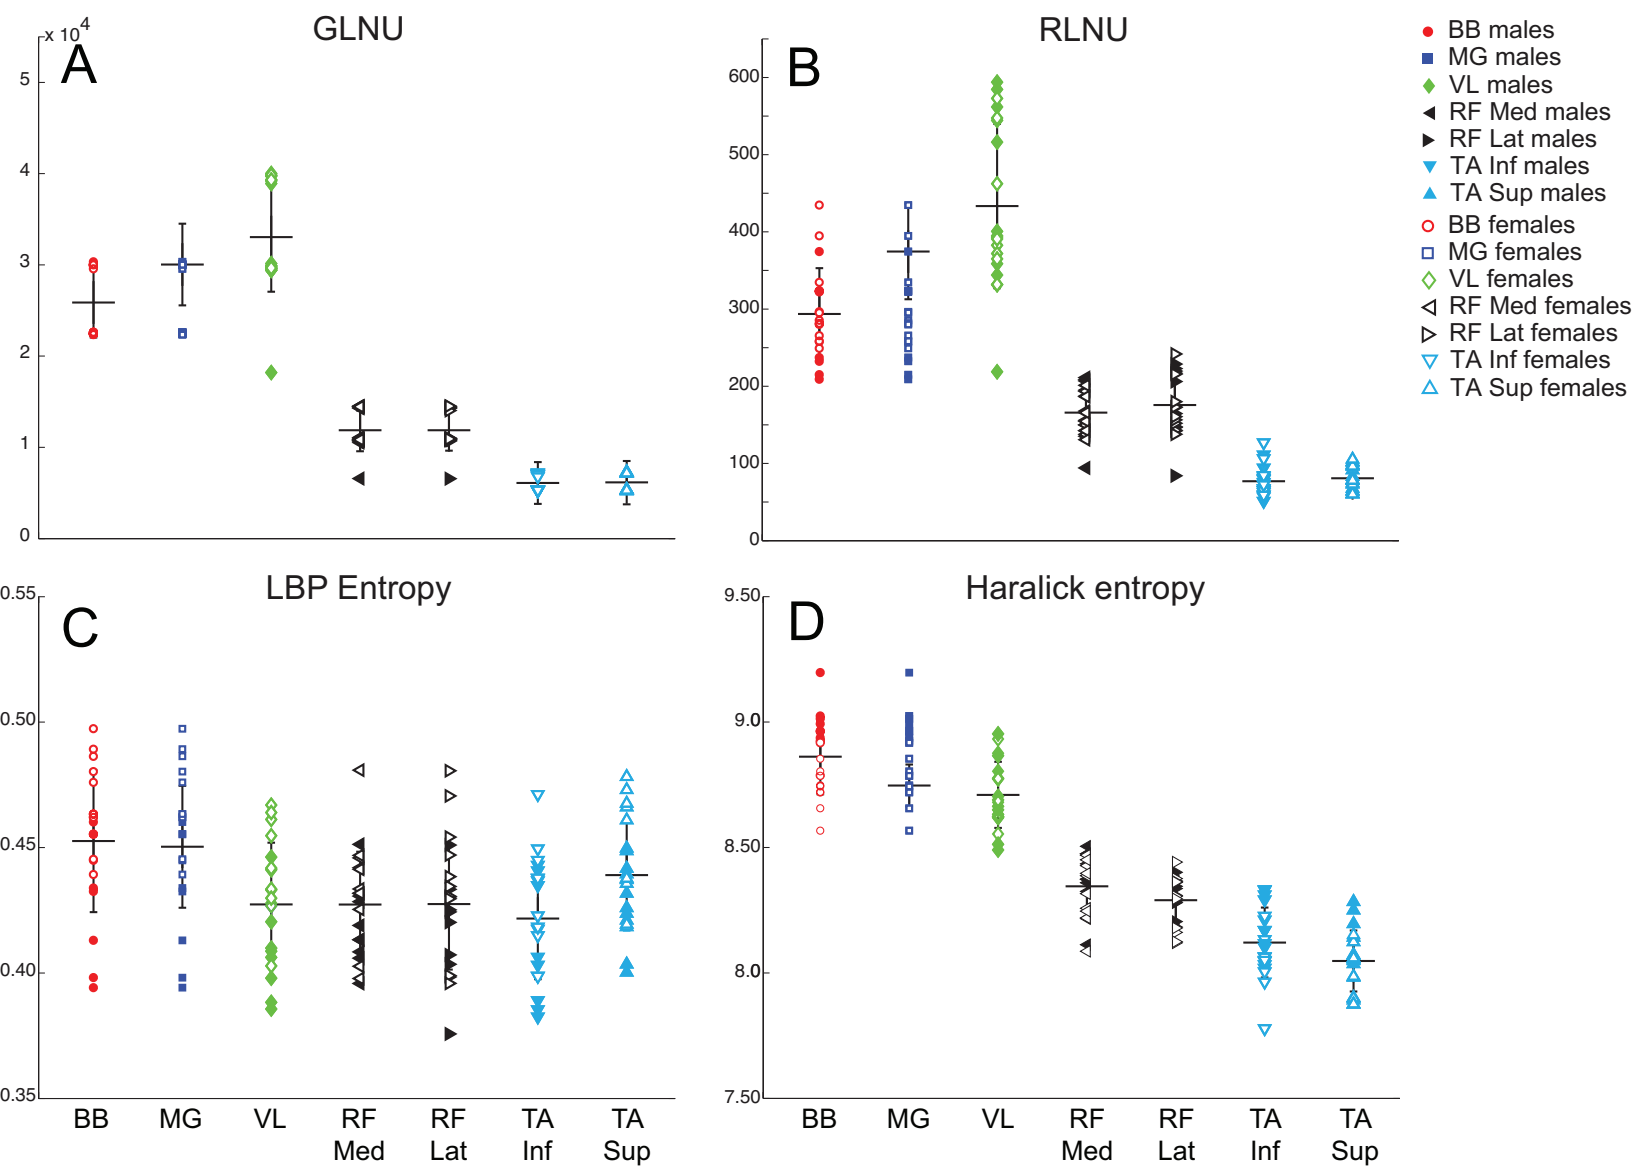 GLNU
x 10^4
A
5
4
3
2
1
0
RLNU
B
600
500
400
300
200
100
0
BB males
MG males
VL males
RF Med males
RF Lat males
TA Inf males
TA Sup males
BB females
MG females
VL females
RF Med females
RF Lat females
TA Inf females
TA Sup females
LBP Entropy
C
0.55
0.50
0.45
0.40
0.35
BB MG VL RF RF TA TA
Med Lat Inf Sup
Haralick entropy
D
9.50
9.0
8.50
8.0
7.50
BB MG VL RF RF TA TA
Med Lat Inf Sup